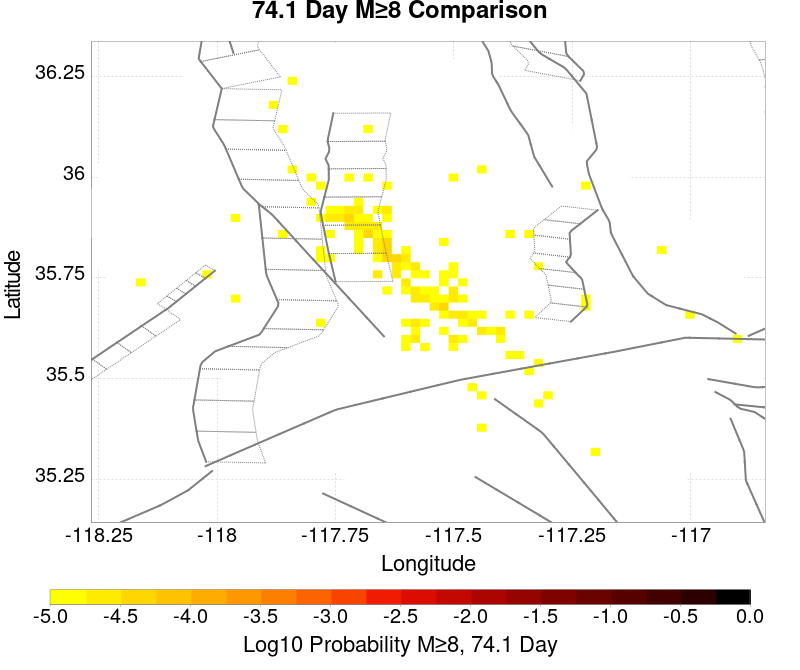 74.1 Day M≥8 Comparison
36.25
36
35.75
35.5
35.25
Latitude
-118.25 -118 -117.75 -117.5 -117.25 -117
Longitude
-5.0 -4.5 -4.0 -3.5 -3.0 -2.5 -2.0 -1.5 -1.0 -0.5 0.0
Log10 Probability M≥8, 74.1 Day